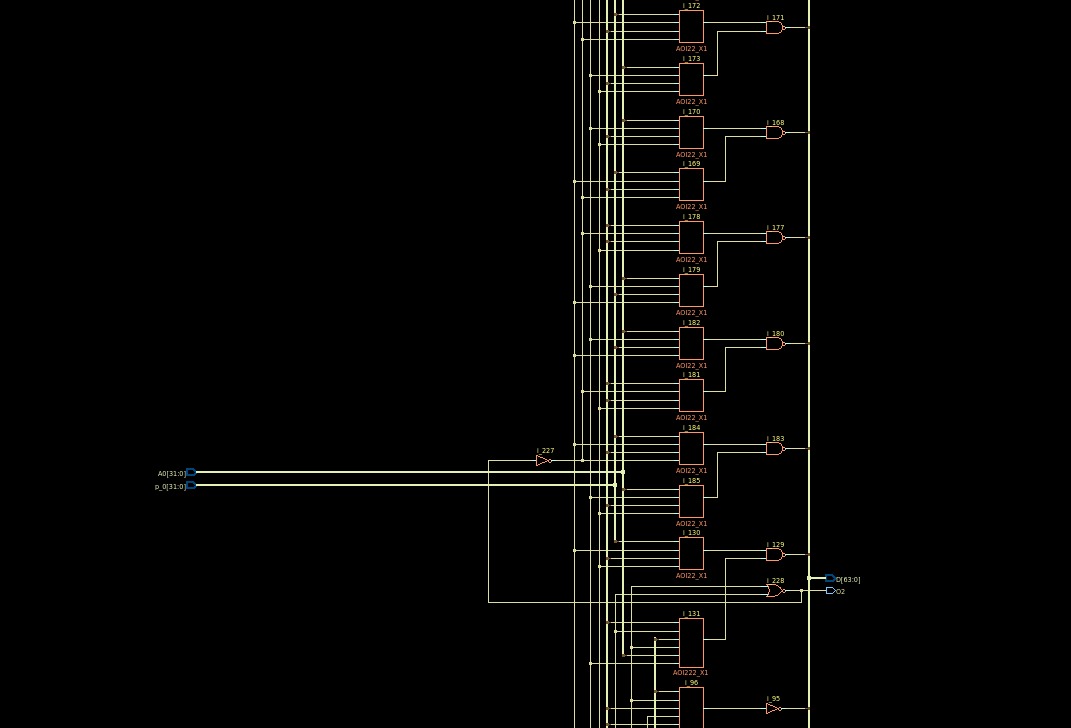 I_172
I_171
AOI22_X1
I_173
AOI22_X1
I_170
I_168
AOI22_X1
I_169
AOI22_X1
I_178
I_177
AOI22_X1
I_179
AOI22_X1
I_182
I_180
AOI22_X1
I_181
AOI22_X1
I_184
I_183
I_227
AOI22_X1
A0[31:0]
I_185
p_0[31:0]
AOI22_X1
I_130
I_129
AOI22_X1
I_228
D[63:0]
O2
I_131
AOI222_X1
I_96
I_95